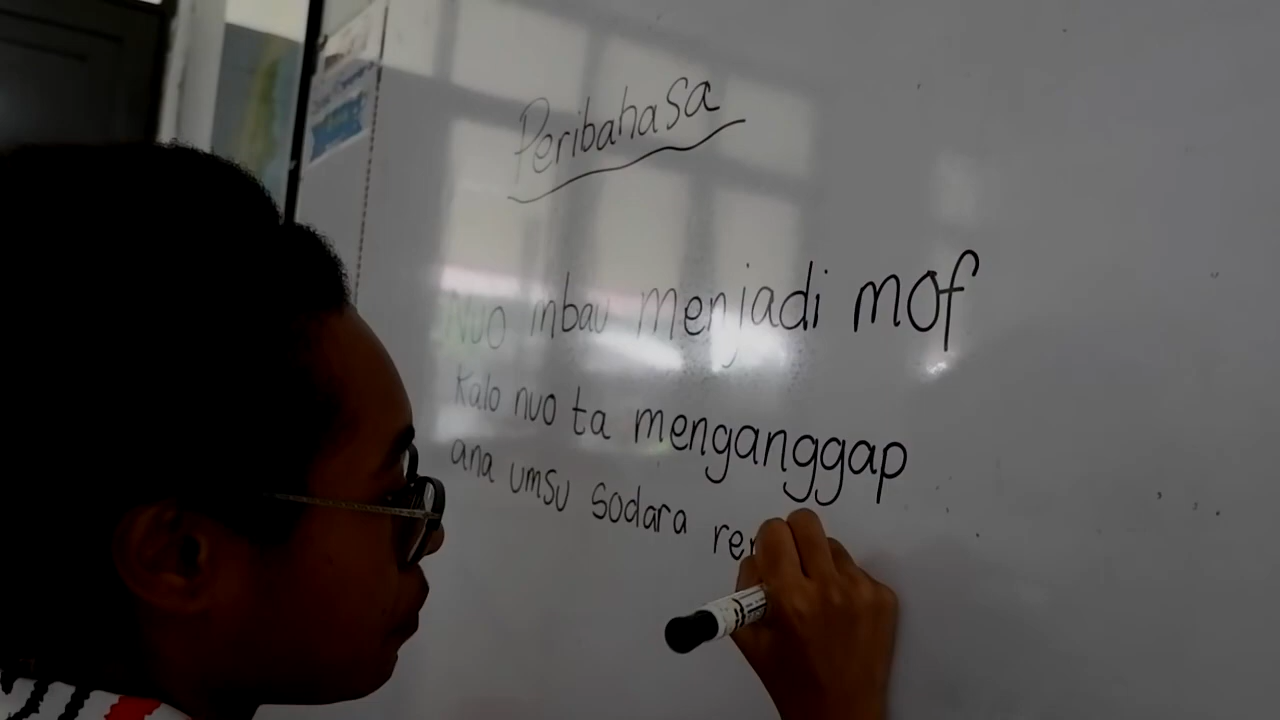 Peribahasa
Nuo mbau menjadi mof
Kalo nuo ta menganggap
ana umsu sodara